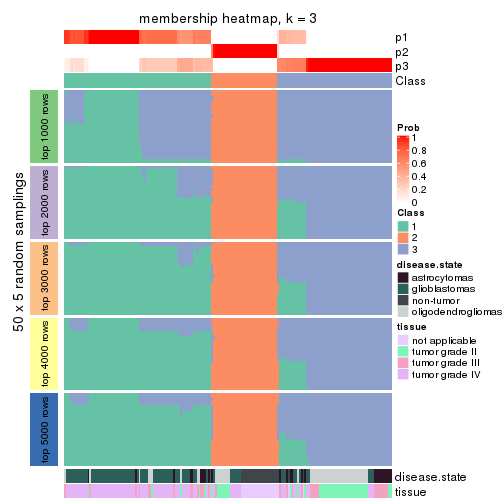 membership heatmap, k = 3
p1
p2
p3
Class
50 x 5 random samplings
top 1000 rows
top 2000 rows
top 3000 rows
top 4000 rows
top 5000 rows
disease.state
tissue
Prob
1
0.8
0.6
0.4
0.2
0
Class
1
2
3
disease.state
astrocytomas
glioblastomas
non-tumor
oligodendrogliomas
tissue
not applicable
tumor grade II
tumor grade III
tumor grade IV